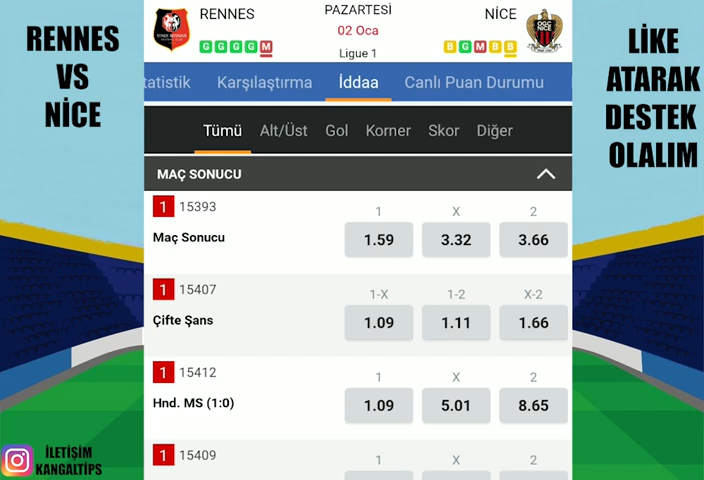 RENNES
VS
NİCE
RENNES
G G G G M
PAZARTESİ
02 Oca
Ligue 1
NİCE
B G M B B
LİKE
ATARAK
DESTEK
OLALIM
tatistik Karşılaştırma İddaa Canlı Puan Durumu
Tümü Alt/Üst Gol Korner Skor Diğer
MAÇ SONUCU
1 15393
Maç Sonucu
1 X 2
1.59 3.32 3.66
1 15407
Çifte Şans
1-X 1-2 X-2
1.09 1.11 1.66
1 15412
Hnd. MS (1:0)
1 X 2
1.09 5.01 8.65
1 15409
1 X 2
İLETİŞİM
KANGALTİPS